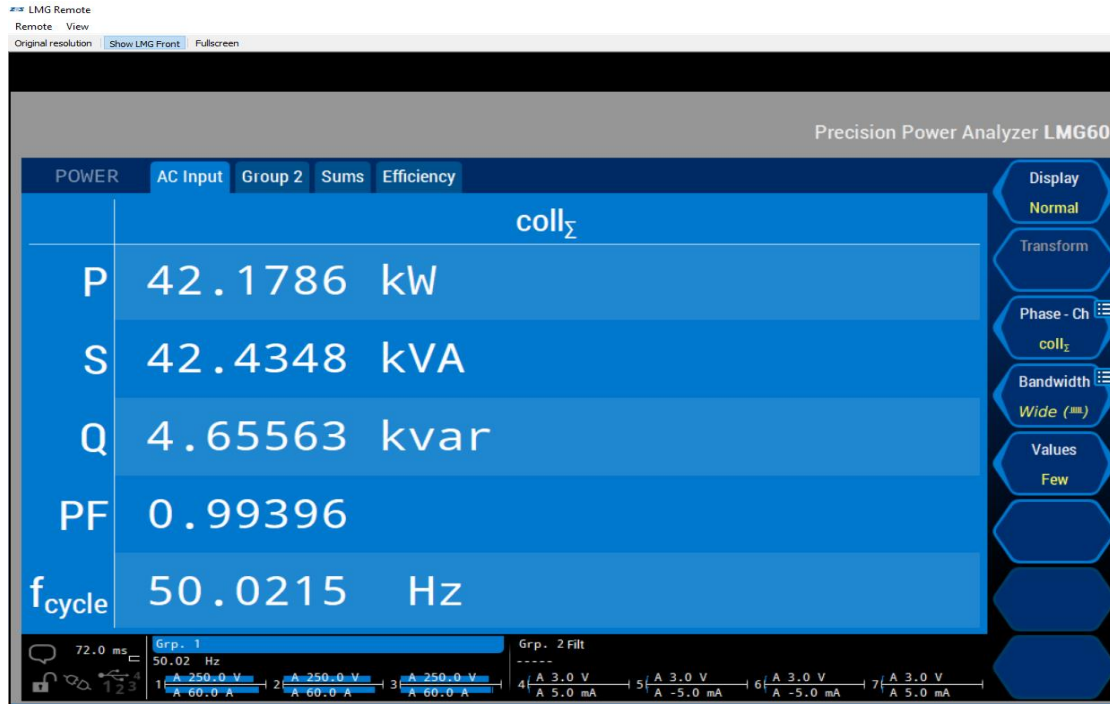 ZES LMG Remote
Remote View
Original resolution Show LMG Front Fullscreen
Precision Power Analyzer LMG60
POWER AC Input Group 2 Sums Efficiency
collΣ
P 42.1786 kW
S 42.4348 kVA
Q 4.65563 kvar
PF 0.99396
fcycle 50.0215 Hz
Display
Normal
Transform
Phase - Ch
collΣ
Bandwidth
Wide
Values
Few
72.0 ms
Grp. 1
50.02 Hz
1 A 250.0 V 2 A 250.0 V 3 A 250.0 V
A 60.0 A A 60.0 A A 60.0 A
Grp. 2 Filt
-----
4 A 3.0 V 5 A 3.0 V 6 A 3.0 V 7 A 3.0 V
A 5.0 mA A -5.0 mA A -5.0 mA A 5.0 mA
1 2 3 4